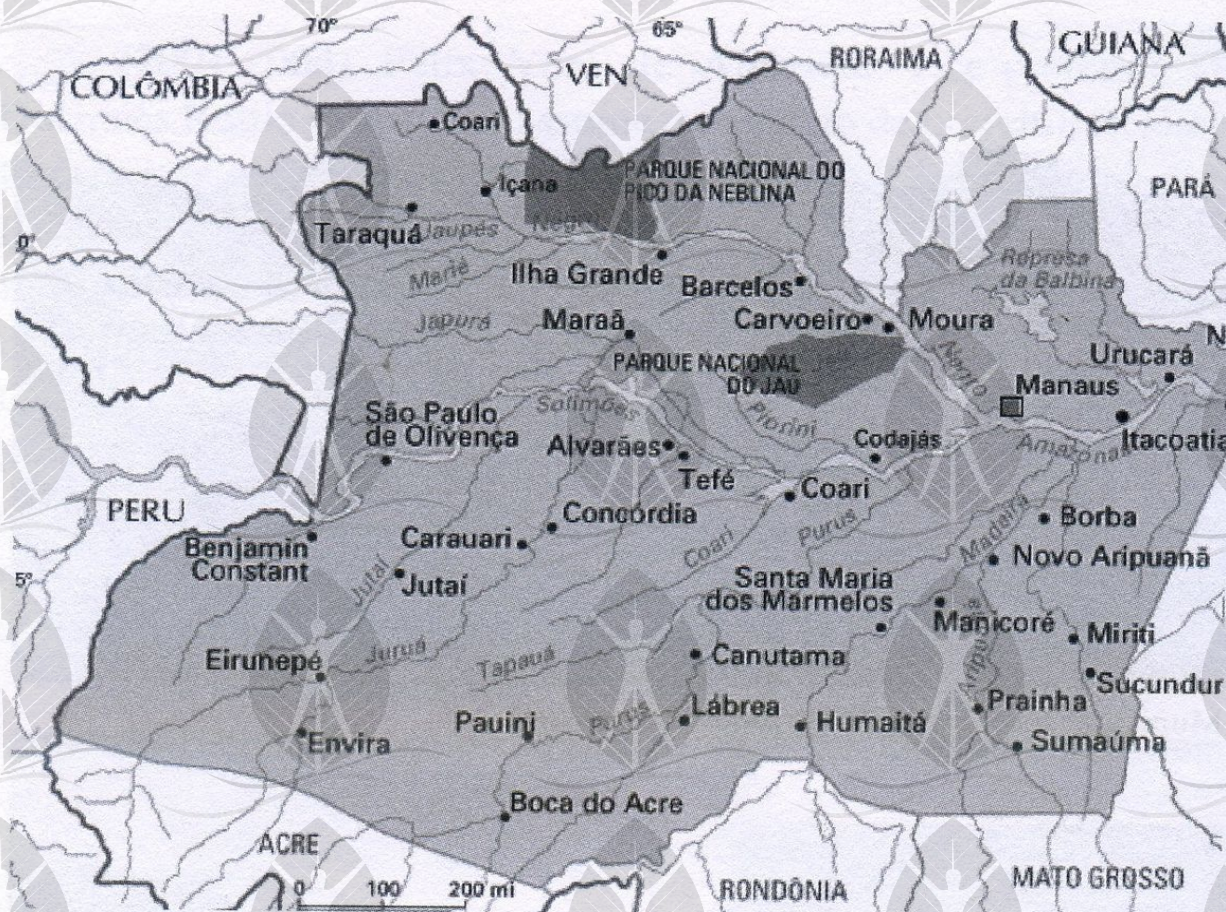 70°
65°
COLÔMBIA
VEN
RORAIMA
GUIANA
Coari
PARQUE NACIONAL DO
PICO DA NEBLINA
PARÁ
Içana
Taraquá
Uaupés
Negro
0°
Marié
Ilha Grande
Barcelos
Represa
da Balbina
Japurá
Maraã
Carvoeiro
Moura
N
PARQUE NACIONAL
DO JAU
Negro
Urucará
Manaus
São Paulo
de Olivença
Solimões
Piorini
Codajás
Amazonas
Itacoatia
Alvarães
Tefé
Coari
PERU
Concórdia
Purus
Madeira
Borba
Benjamin
Constant
Carauari
Coari
Novo Aripuanã
5°
Jutaí
Jutaí
Santa Maria
dos Marmelos
Manicoré
Miriti
Eirunepé
Juruá
Tapauá
Canutama
Aripuanã
Sucundur
Pauini
Purus
Lábrea
Humaitá
Prainha
Envira
Sumaúma
Boca do Acre
ACRE
0 100 200 mi
RONDÔNIA
MATO GROSSO